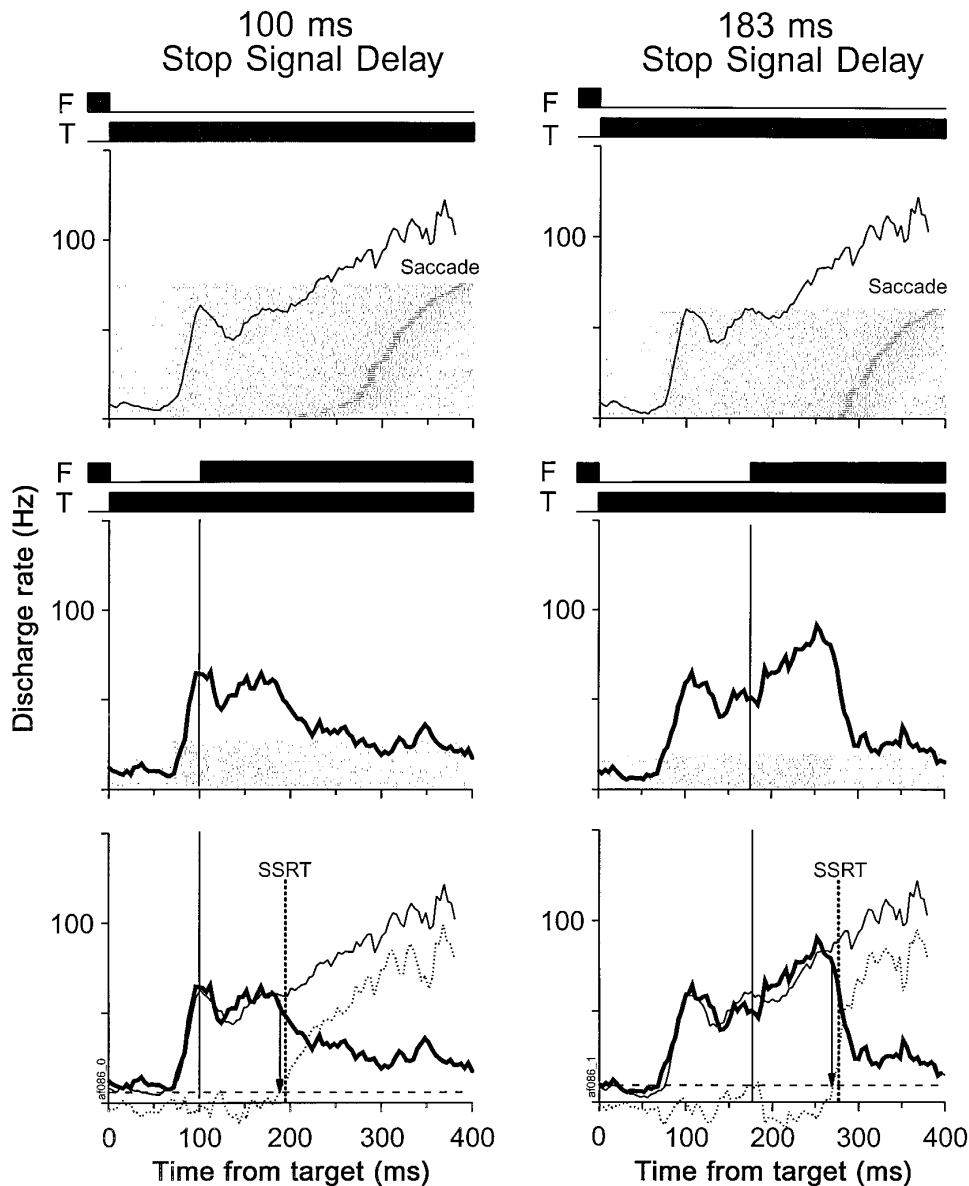 100 ms
Stop Signal Delay
183 ms
Stop Signal Delay
F
T
100
Saccade
F
T
100
Saccade
Discharge rate (Hz)
F
T
100
F
T
100
SSRT
100
af086_0
0 100 200 300 400
Time from target (ms)
SSRT
100
af086_1
0 100 200 300 400
Time from target (ms)